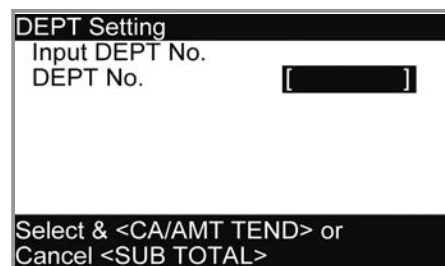 DEPT Setting
Input DEPT No.
DEPT No. [ ]
Select & <CA/AMT TEND> or
Cancel <SUB TOTAL>